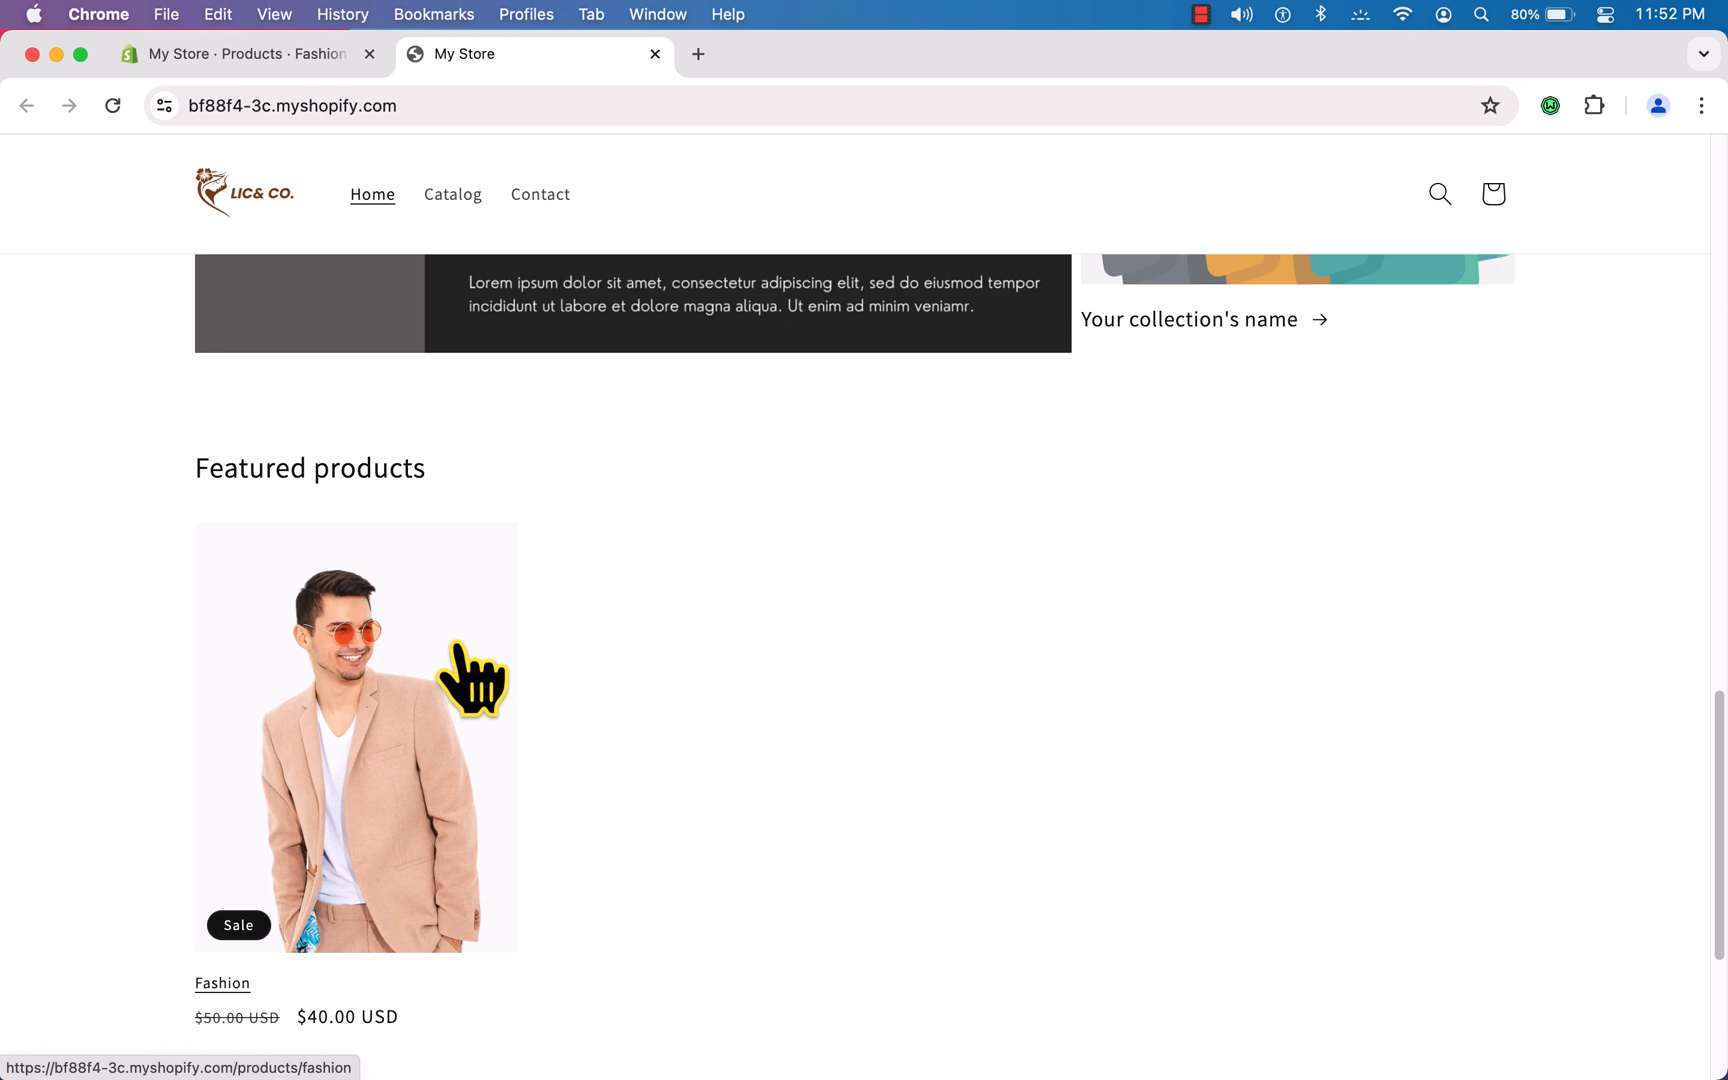 Chrome File Edit View History Bookmarks Profiles Tab Window Help 80% 11:52 PM
My Store · Products · Fashion My Store
bf88f4-3c.myshopify.com
LIC& CO. Home Catalog Contact
Lorem ipsum dolor sit amet, consectetur adipiscing elit, sed do eiusmod tempor
incididunt ut labore et dolore magna aliqua. Ut enim ad minim veniamr.
Your collection's name →
Featured products
Sale
Fashion
$50.00 USD $40.00 USD
https://bf88f4-3c.myshopify.com/products/fashion